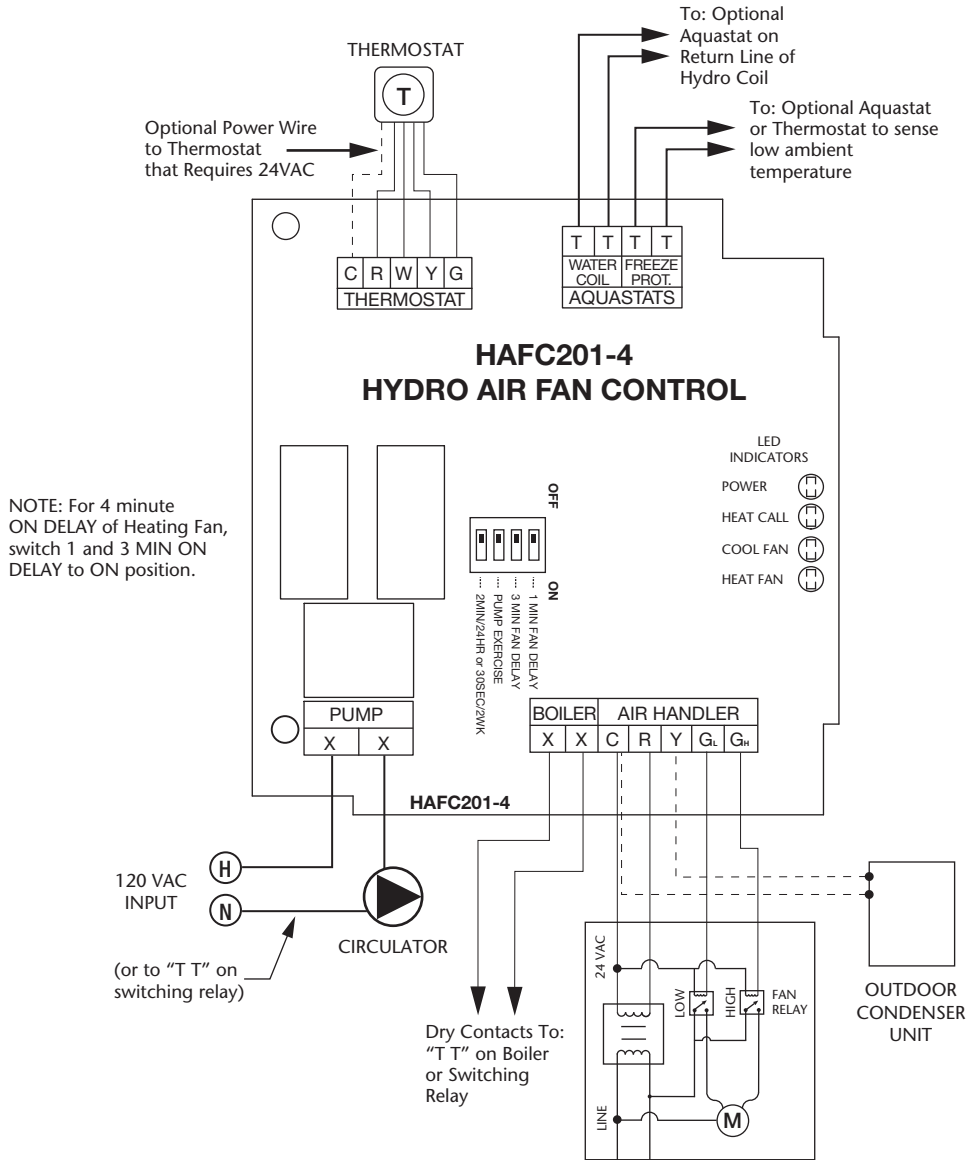 To: Optional
Aquastat on
Return Line of
Hydro Coil
THERMOSTAT
T
Optional Power Wire
to Thermostat
that Requires 24VAC
To: Optional Aquastat
or Thermostat to sense
low ambient
temperature
C R W Y G
THERMOSTAT
T T T T
WATER COIL
FREEZE PROT.
AQUASTATS
HAFC201-4
HYDRO AIR FAN CONTROL
LED
INDICATORS
POWER
HEAT CALL
COOL FAN
HEAT FAN
NOTE: For 4 minute
ON DELAY of Heating Fan,
switch 1 and 3 MIN ON
DELAY to ON position.
OFF
ON
1 MIN FAN DELAY
3 MIN FAN DELAY
PUMP EXERCISE
2MIN/24HR or 30SEC/2WK
PUMP
X X
BOILER AIR HANDLER
X X C R Y GL GH
HAFC201-4
120 VAC
INPUT
H
N
CIRCULATOR
(or to "T T" on
switching relay)
Dry Contacts To:
"T T" on Boiler
or Switching
Relay
24 VAC
LOW
HIGH
FAN
RELAY
LINE
M
OUTDOOR
CONDENSER
UNIT